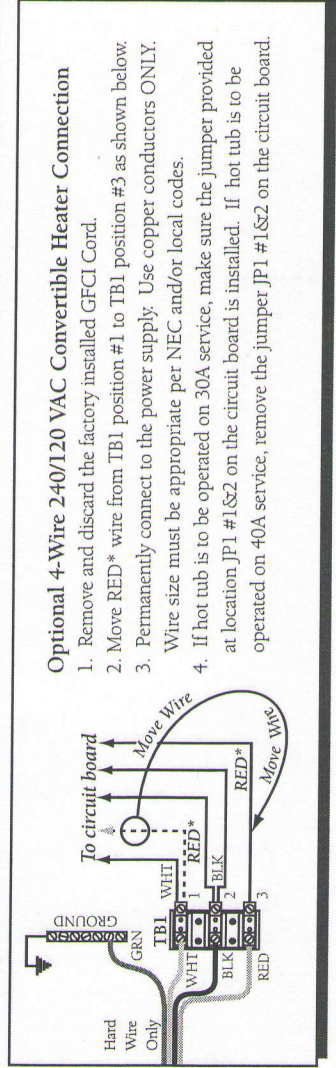 Optional 4-Wire 240/120 VAC Convertible Heater Connection
1. Remove and discard the factory installed GFCI Cord.
2. Move RED* wire from TB1 position #1 to TB1 position #3 as shown below.
3. Permanently connect to the power supply. Use copper conductors ONLY.
Wire size must be appropriate per NEC and/or local codes.
4. If hot tub is to be operated on 30A service, make sure the jumper provided
at location JP1 #1&2 on the circuit board is installed. If hot tub is to be
operated on 40A service, remove the jumper JP1 #1&2 on the circuit board.
To circuit board
Move Wire
GROUND
GRN
Hard
Wire
Only
TB1
WHT
RED*
1
WHT
BLK
2
BLK
RED*
3
RED
Move Wire